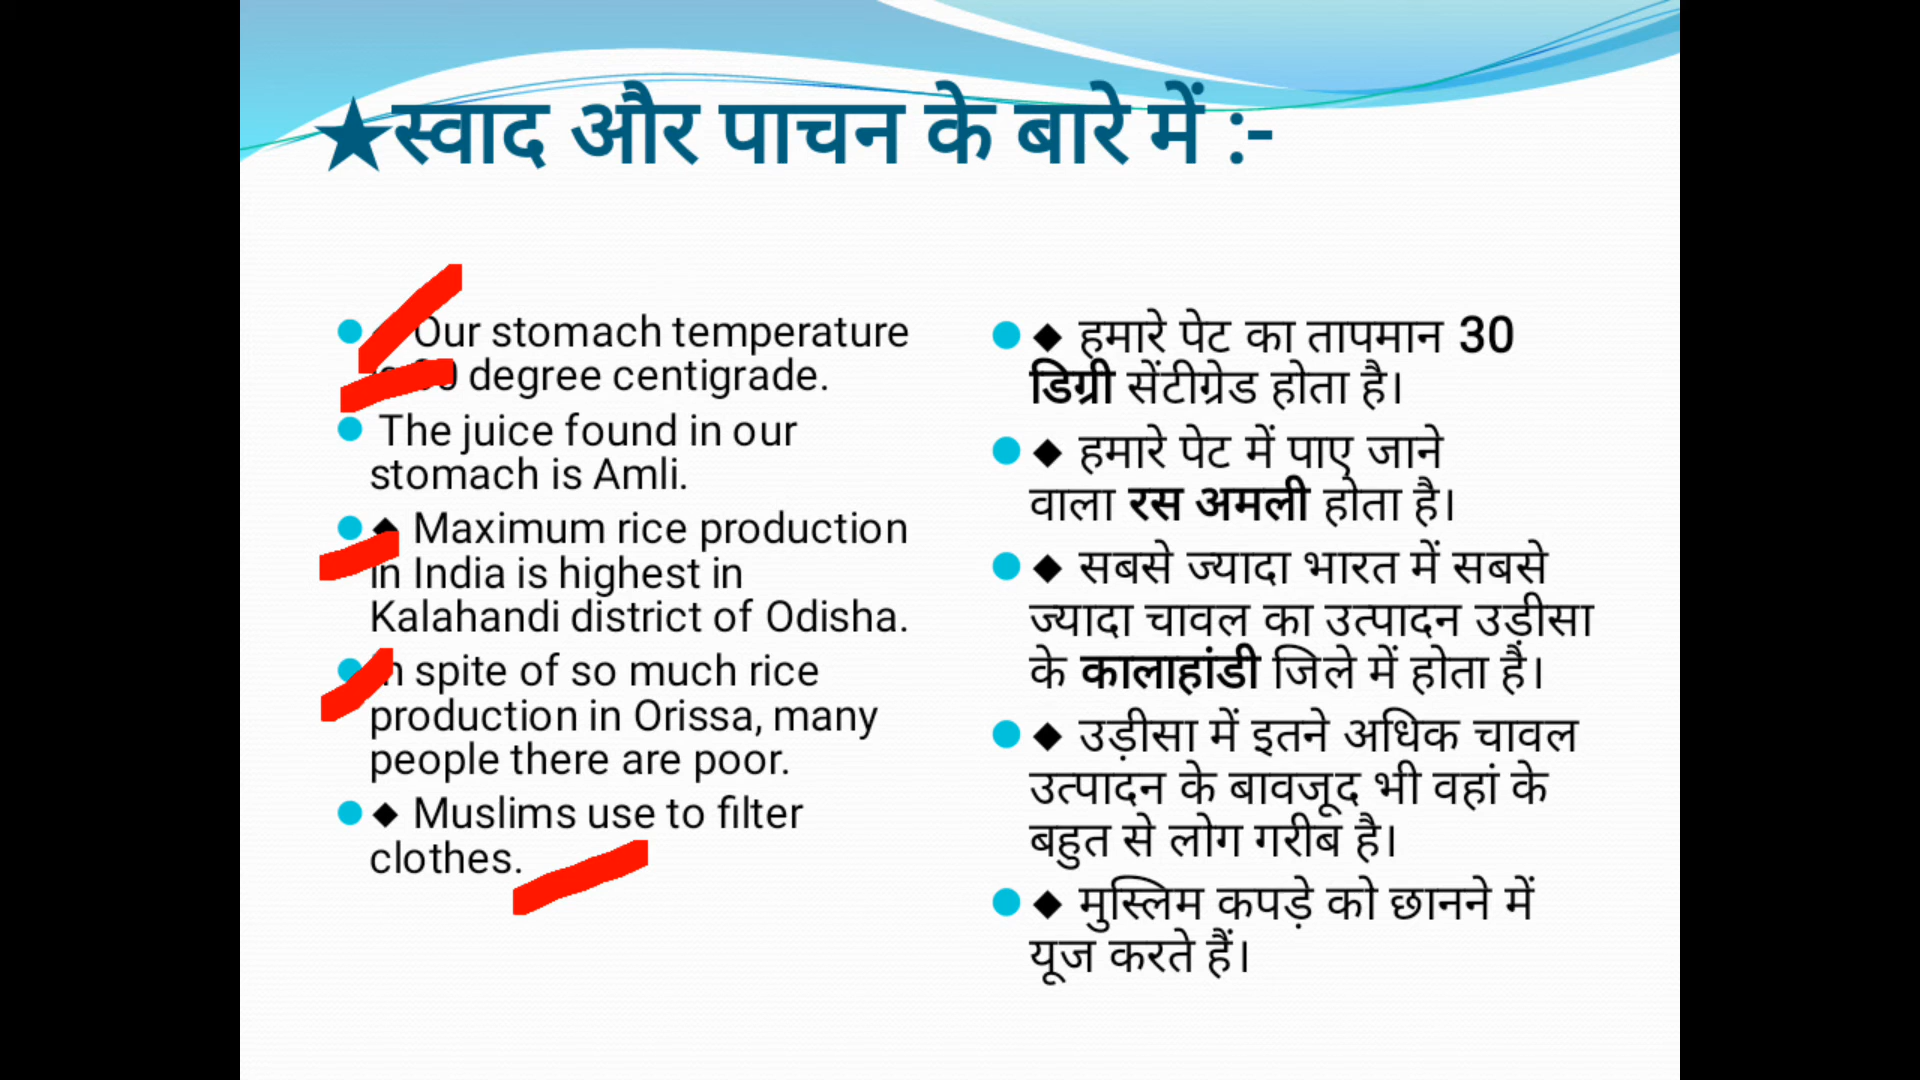 ★स्वाद और पाचन के बारे में :-
Our stomach temperature
degree centigrade.
The juice found in our
stomach is Amli.
◆ Maximum rice production
in India is highest in
Kalahandi district of Odisha.
In spite of so much rice
production in Orissa, many
people there are poor.
◆ Muslims use to filter
clothes.
◆ हमारे पेट का तापमान 30
डिग्री सेंटीग्रेड होता है।
◆ हमारे पेट में पाए जाने
वाला रस अमली होता है।
◆ सबसे ज्यादा भारत में सबसे
ज्यादा चावल का उत्पादन उड़ीसा
के कालाहांडी जिले में होता है।
◆ उड़ीसा में इतने अधिक चावल
उत्पादन के बावजूद भी वहां के
बहुत से लोग गरीब है।
◆ मुस्लिम कपड़े को छानने में
यूज करते हैं।